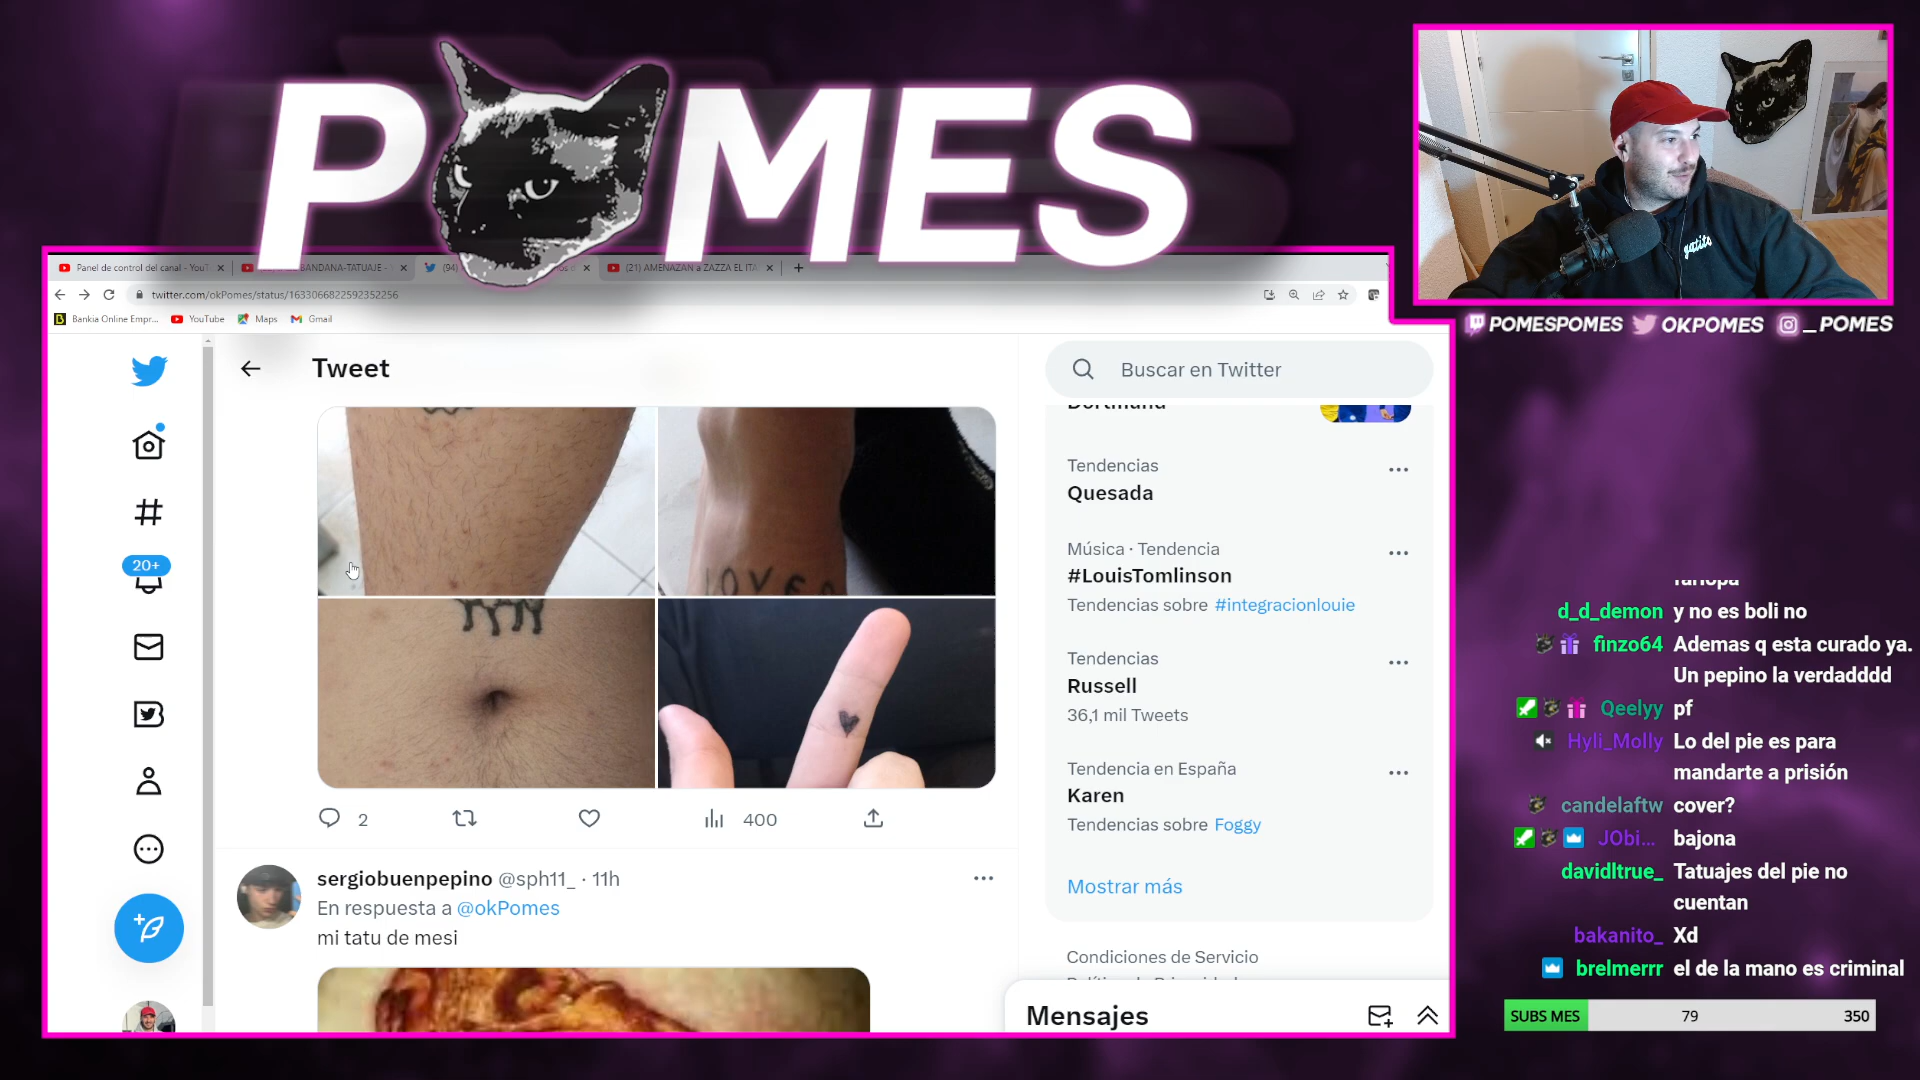 POMES
Panel de control del canal - YouT
BANDANA-TATUAJE -
(94)
(21) AMENAZAN a ZAZZA EL ITA
twitter.com/okPomes/status/1633066822592352256
Bankia Online Empr...
YouTube
Maps
Gmail
POMESPOMES
OKPOMES
_POMES
Tweet
Buscar en Twitter
Dortmund
Tendencias
Quesada
Música · Tendencia
#LouisTomlinson
Tendencias sobre #integracionlouie
Tendencias
Russell
36,1 mil Tweets
Tendencia en España
Karen
Tendencias sobre Foggy
Mostrar más
Condiciones de Servicio
20+
LOVE
2
400
sergiobuenpepino @sph11_ · 11h
En respuesta a @okPomes
mi tatu de mesi
Mensajes
gatito
d_d_demon y no es boli no
finzo64 Ademas q esta curado ya.
Un pepino la verdadddd
Qeelyy pf
Hyli_Molly Lo del pie es para
mandarte a prisión
candelaftw cover?
JObi... bajona
davidltrue_ Tatuajes del pie no
cuentan
bakanito_ Xd
brelmerrr el de la mano es criminal
SUBS MES 79 350